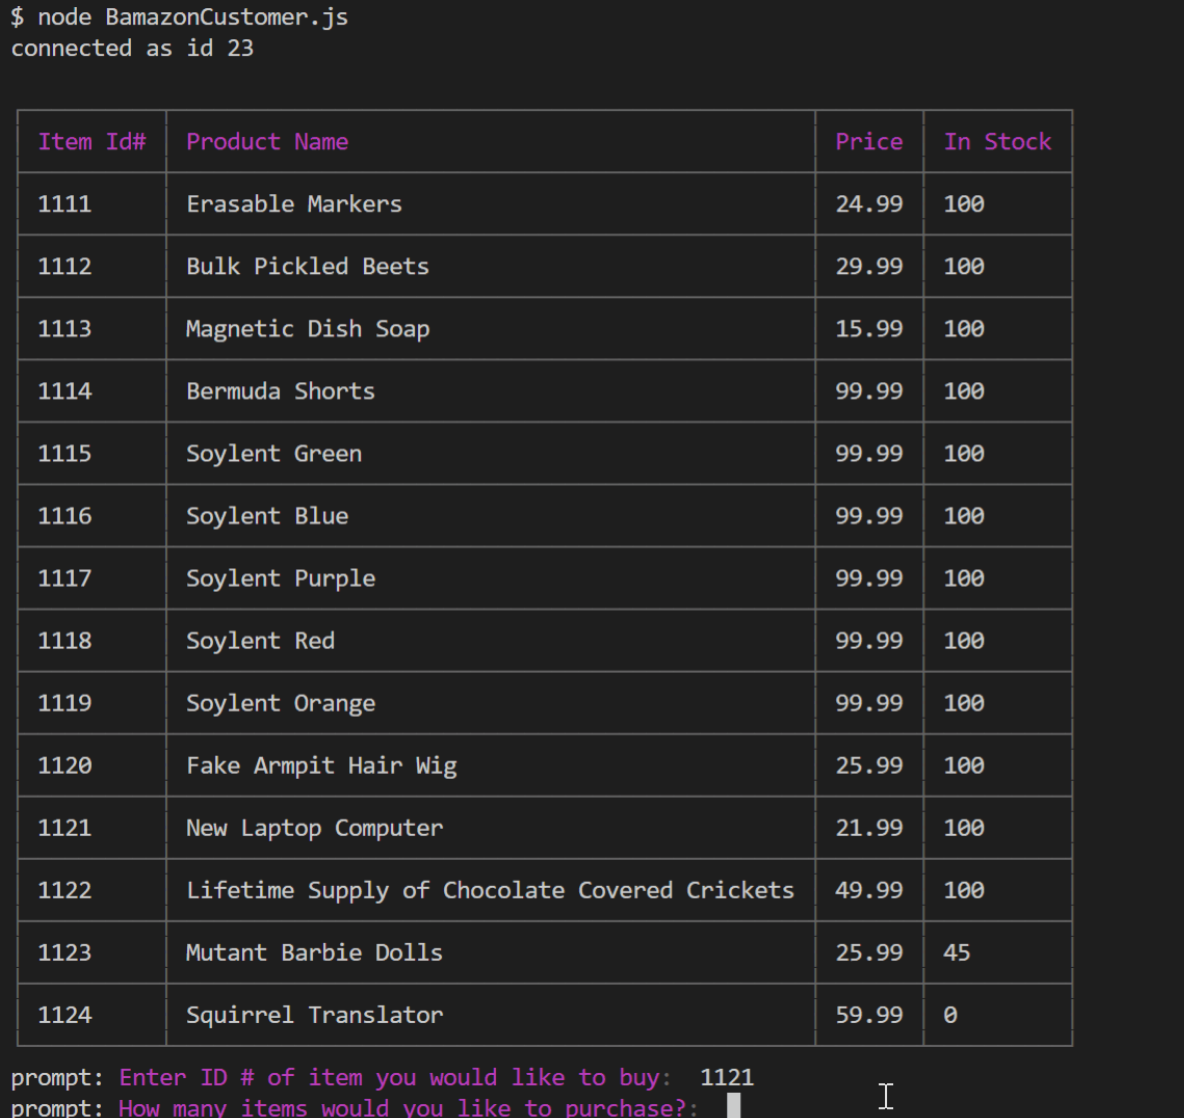 $ node BamazonCustomer.js
connected as id 23
Item Id# Product Name Price In Stock
1111 Erasable Markers 24.99 100
1112 Bulk Pickled Beets 29.99 100
1113 Magnetic Dish Soap 15.99 100
1114 Bermuda Shorts 99.99 100
1115 Soylent Green 99.99 100
1116 Soylent Blue 99.99 100
1117 Soylent Purple 99.99 100
1118 Soylent Red 99.99 100
1119 Soylent Orange 99.99 100
1120 Fake Armpit Hair Wig 25.99 100
1121 New Laptop Computer 21.99 100
1122 Lifetime Supply of Chocolate Covered Crickets 49.99 100
1123 Mutant Barbie Dolls 25.99 45
1124 Squirrel Translator 59.99 0
prompt: Enter ID # of item you would like to buy: 1121
prompt: How many items would you like to purchase?: